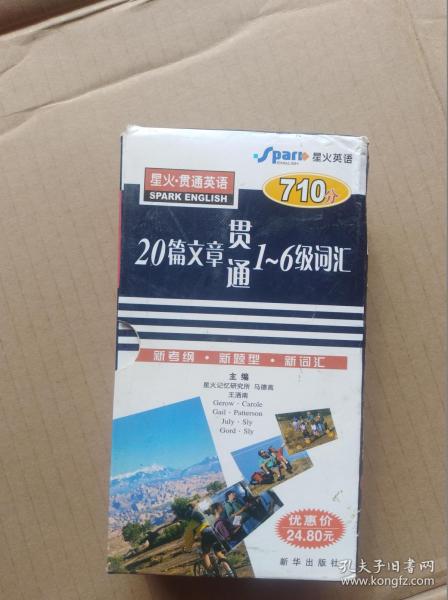 Spark 星火英语
ENGLISH
星火·贯通英语
SPARK ENGLISH
710分
20篇文章贯通1~6级词汇
新考纲·新题型·新词汇
主编
星火记忆研究所 马德高
王洒南
Gerow·Carole
Gail·Patterson
July·Sly
Gord·Sly
优惠价
24.80元
新华出版社
孔夫子旧书网
www.kongfz.com